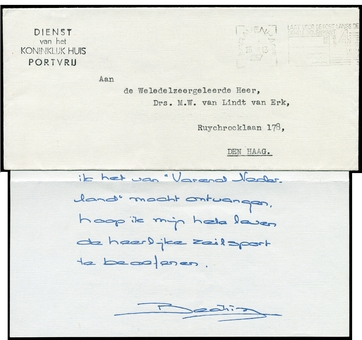 DIENST
van het
KONINKLIJK HUIS
PORTVRIJ
Aan
de Weledelzeergeleerde Heer,
Drs. M.W. van Lindt van Erk,
Ruychrocklaan 178,
DEN HAAG.
ik het van "Varend Neder
land" mocht ontvangen,
hoop ik mijn hele leven
de heerlijke zeilsport
te beoefenen.
Beatrix